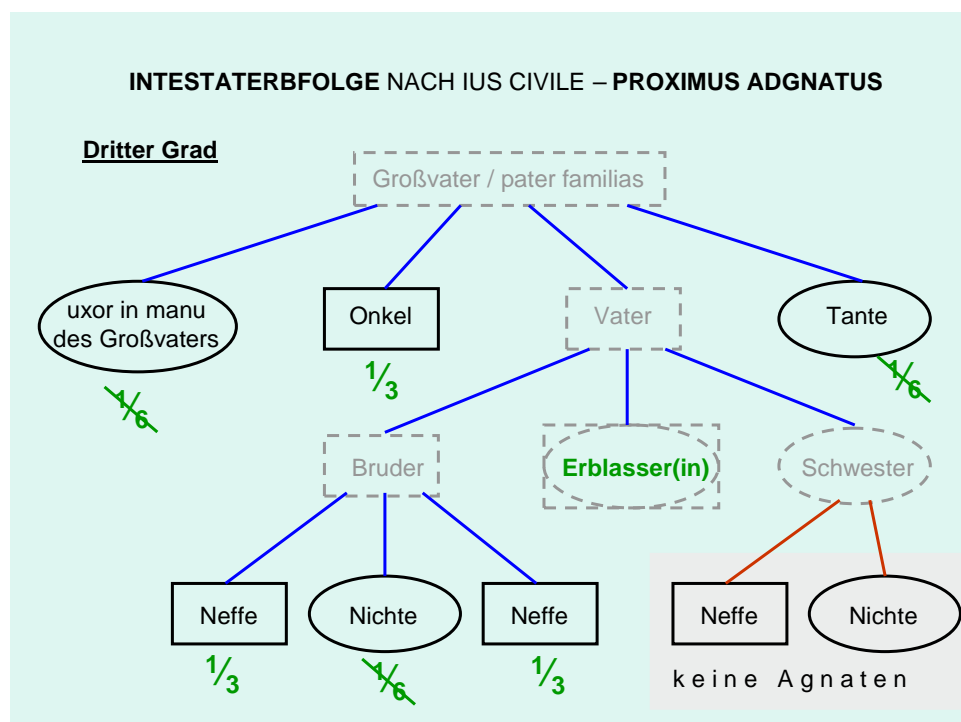 INTESTATERBFOLGE NACH IUS CIVILE – PROXIMUS ADGNATUS
Dritter Grad
Großvater / pater familias
uxor in manu
des Großvaters
Onkel
Vater
Tante
1/6
1/3
1/6
Bruder
Erblasser(in)
Schwester
Neffe
Nichte
Neffe
Neffe
Nichte
1/3
1/6
1/3
keine Agnaten